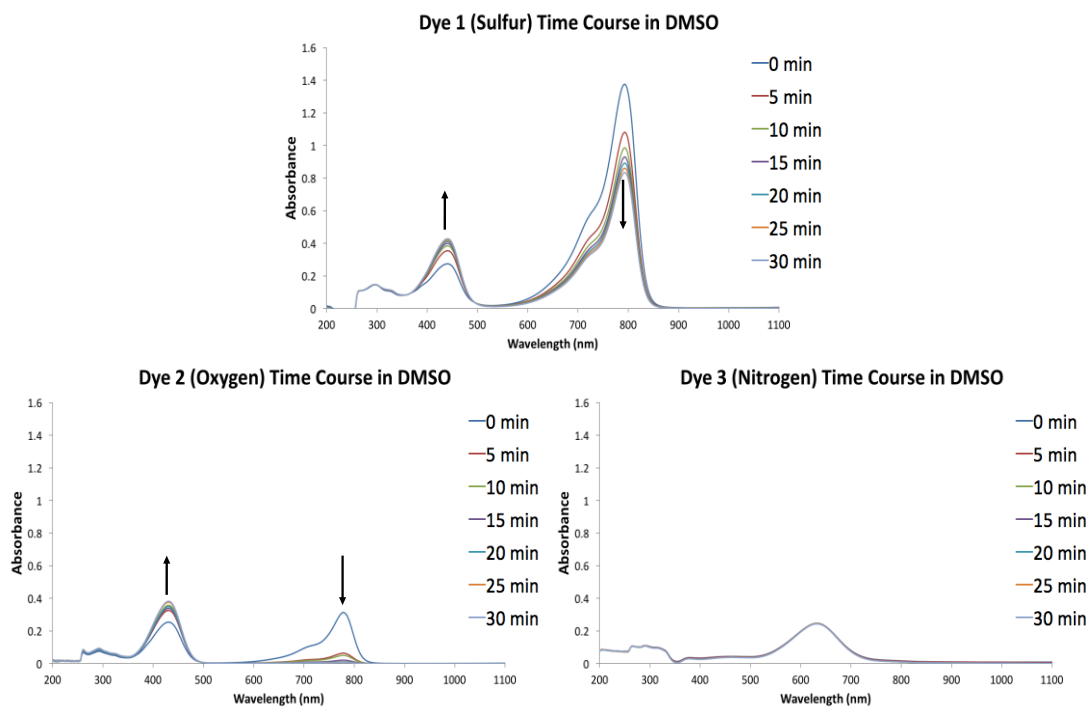 Dye 1 (Sulfur) Time Course in DMSO
1.6
1.4
1.2
1
0.8
0.6
0.4
0.2
0
Absorbance
200 300 400 500 600 700 800 900 1000 1100
Wavelength (nm)
0 min
5 min
10 min
15 min
20 min
25 min
30 min
Dye 2 (Oxygen) Time Course in DMSO
1.6
1.4
1.2
1
0.8
0.6
0.4
0.2
0
Absorbance
200 300 400 500 600 700 800 900 1000 1100
Wavelength (nm)
0 min
5 min
10 min
15 min
20 min
25 min
30 min
Dye 3 (Nitrogen) Time Course in DMSO
1.6
1.4
1.2
1
0.8
0.6
0.4
0.2
0
Absorbance
200 300 400 500 600 700 800 900 1000 1100
Wavelength (nm)
0 min
5 min
10 min
15 min
20 min
25 min
30 min